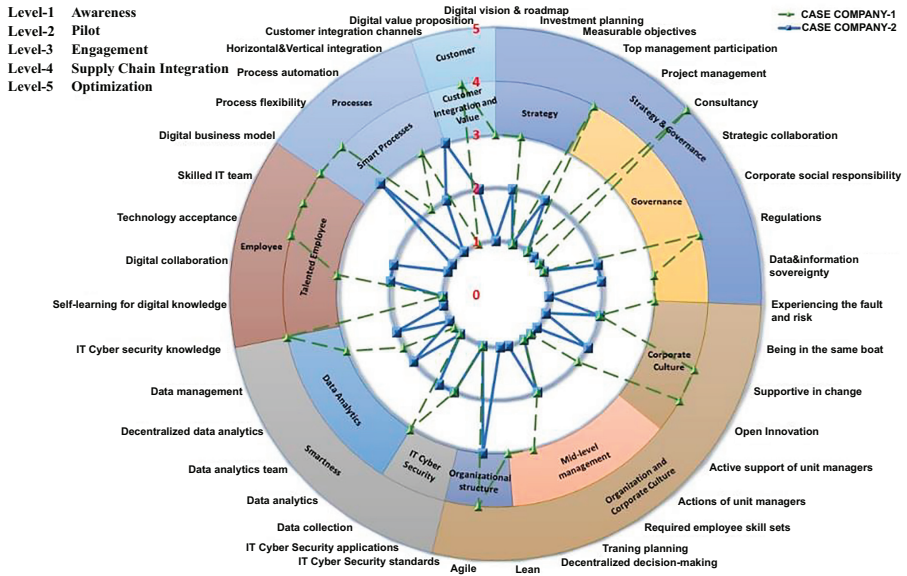 Level-1 Awareness
Level-2 Pilot
Level-3 Engagement
Level-4 Supply Chain Integration
Level-5 Optimization
CASE COMPANY-1
CASE COMPANY-2
Digital vision & roadmap
Investment planning
Measurable objectives
Top management participation
Project management
Consultancy
Strategic collaboration
Corporate social responsibility
Regulations
Data&information
sovereignty
Experiencing the fault
and risk
Being in the same boat
Supportive in change
Open Innovation
Active support of unit managers
Actions of unit managers
Required employee skill sets
Traning planning
Decentralized decision-making
Lean
Agile
IT Cyber Security standards
IT Cyber Security applications
Data collection
Data analytics
Data analytics team
Decentralized data analytics
Data management
IT Cyber security knowledge
Self-learning for digital knowledge
Digital collaboration
Technology acceptance
Skilled IT team
Digital business model
Process flexibility
Process automation
Horizontal&Vertical integration
Customer integration channels
Digital value proposition
5
4
3
2
1
0
Customer
Customer
Integration and
Value
Strategy
Strategy & Governance
Governance
Corporate
Culture
Organization and
Corporate Culture
Mid-level
management
Organizational
structure
IT Cyber
Security
Smartness
Data Analytics
Employee
Talented Employee
Processes
Smart Processes